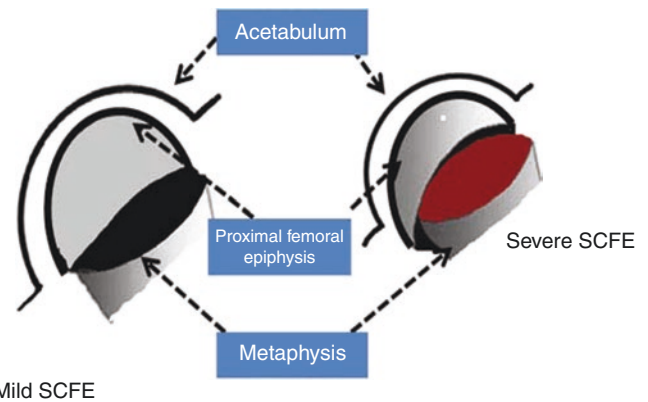 Acetabulum
Proximal femoral
epiphysis
Severe SCFE
Metaphysis
Mild SCFE